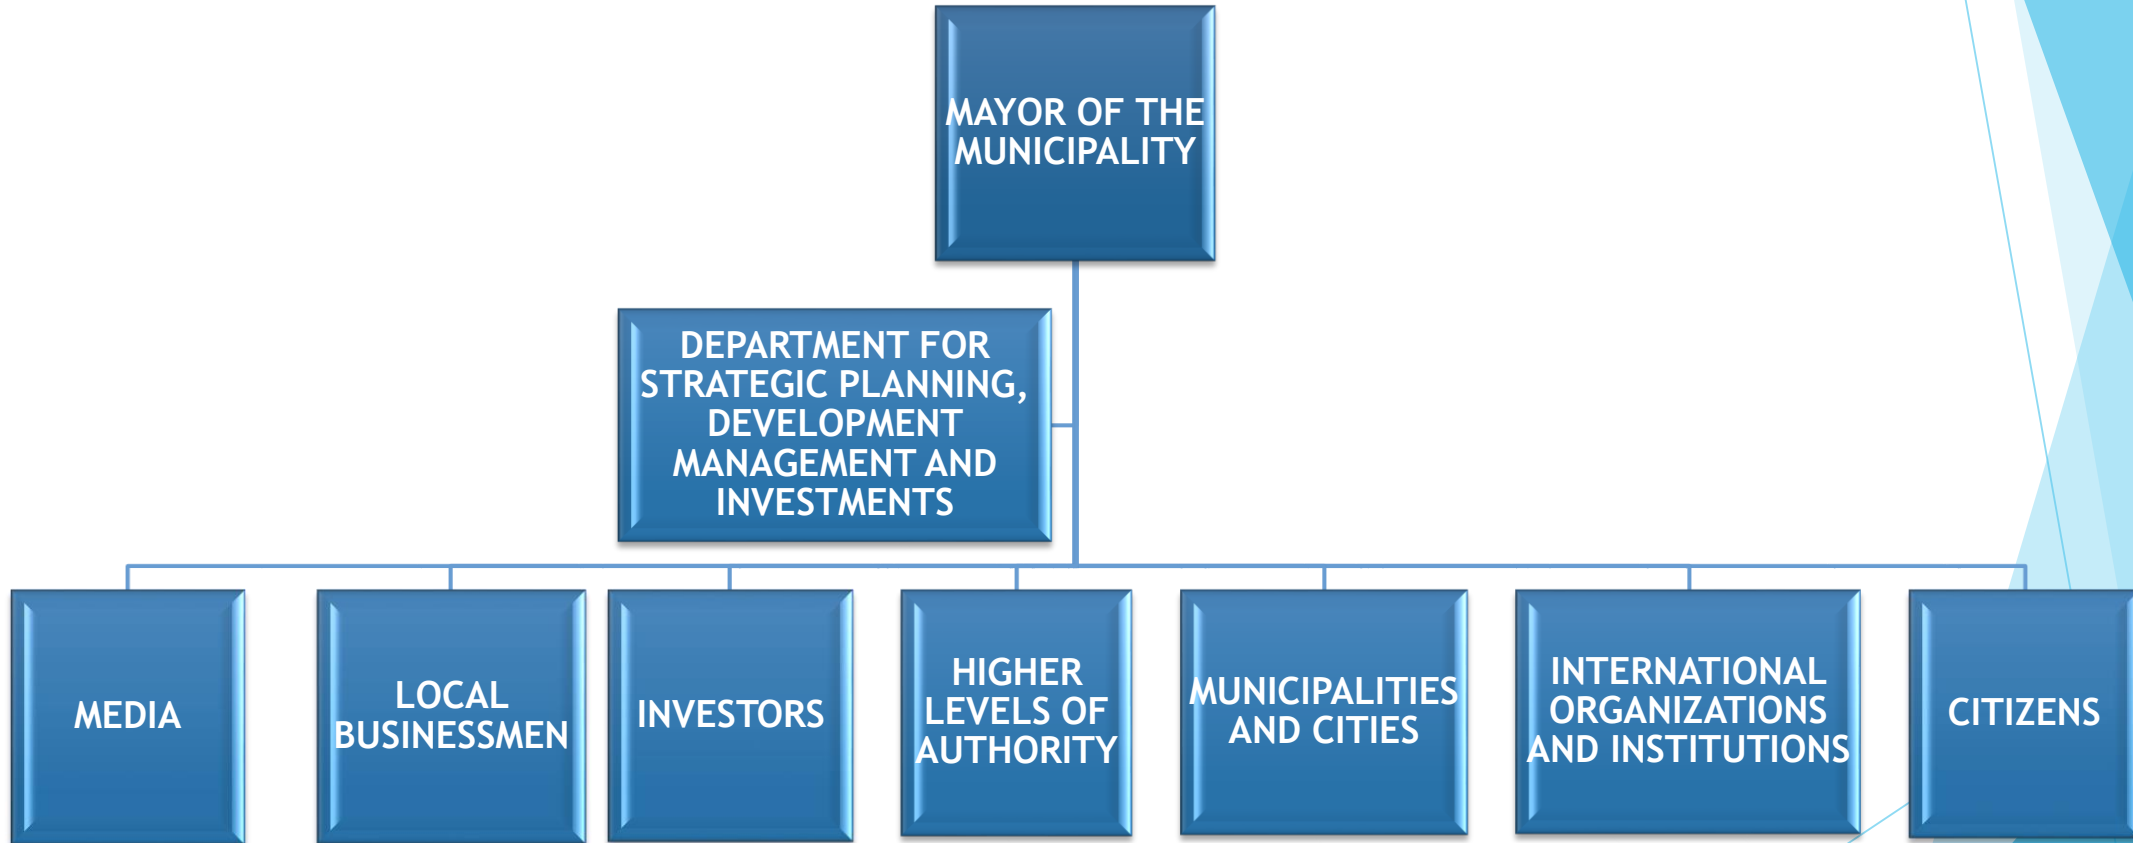 MAYOR OF THE
MUNICIPALITY
DEPARTMENT FOR
STRATEGIC PLANNING,
DEVELOPMENT
MANAGEMENT AND
INVESTMENTS
MEDIA
LOCAL
BUSINESSMEN
INVESTORS
HIGHER
LEVELS OF
AUTHORITY
MUNICIPALITIES
AND CITIES
INTERNATIONAL
ORGANIZATIONS
AND INSTITUTIONS
CITIZENS